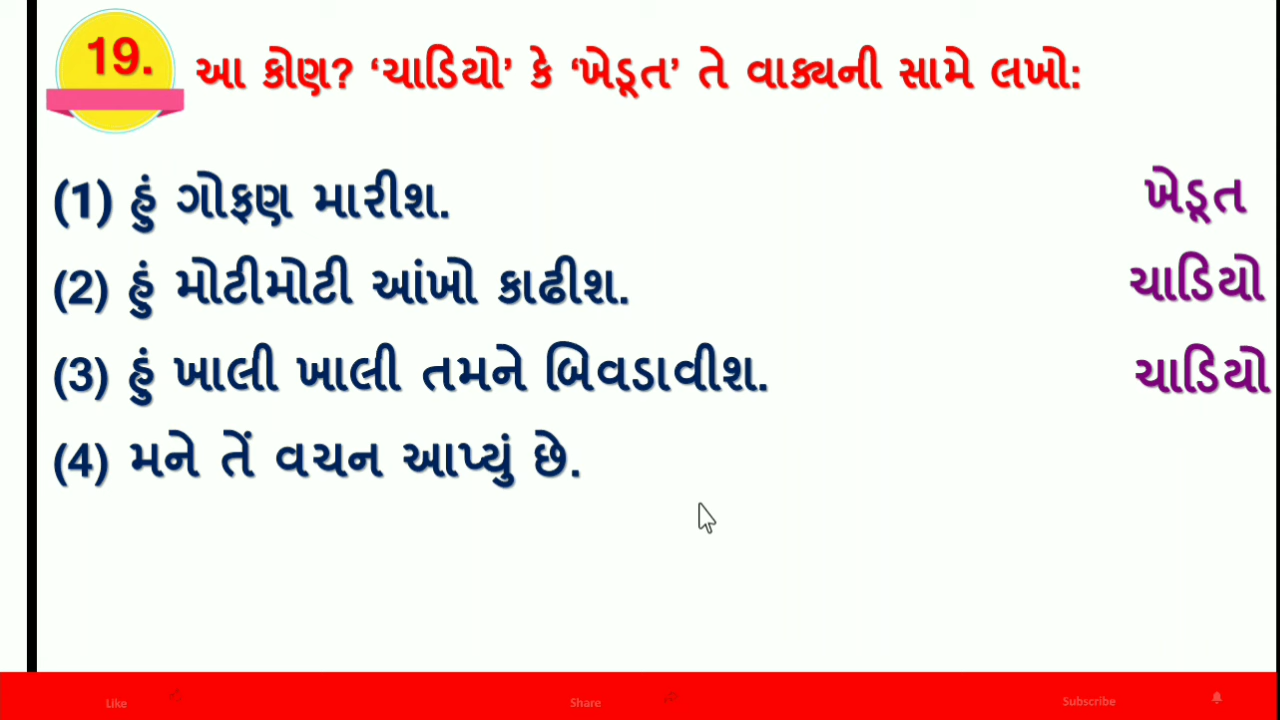 19. આ કોણ? ‘ચાડિયો’ કે ‘ખેડૂત’ તે વાક્યની સામે લખો:
(1) હું ગોફણ મારીશ. ખેડૂત
(2) હું મોટીમોટી આંખો કાઢીશ. ચાડિયો
(3) હું ખાલી ખાલી તમને બિવડાવીશ. ચાડિયો
(4) મને તેં વચન આપ્યું છે.
Like Share Subscribe